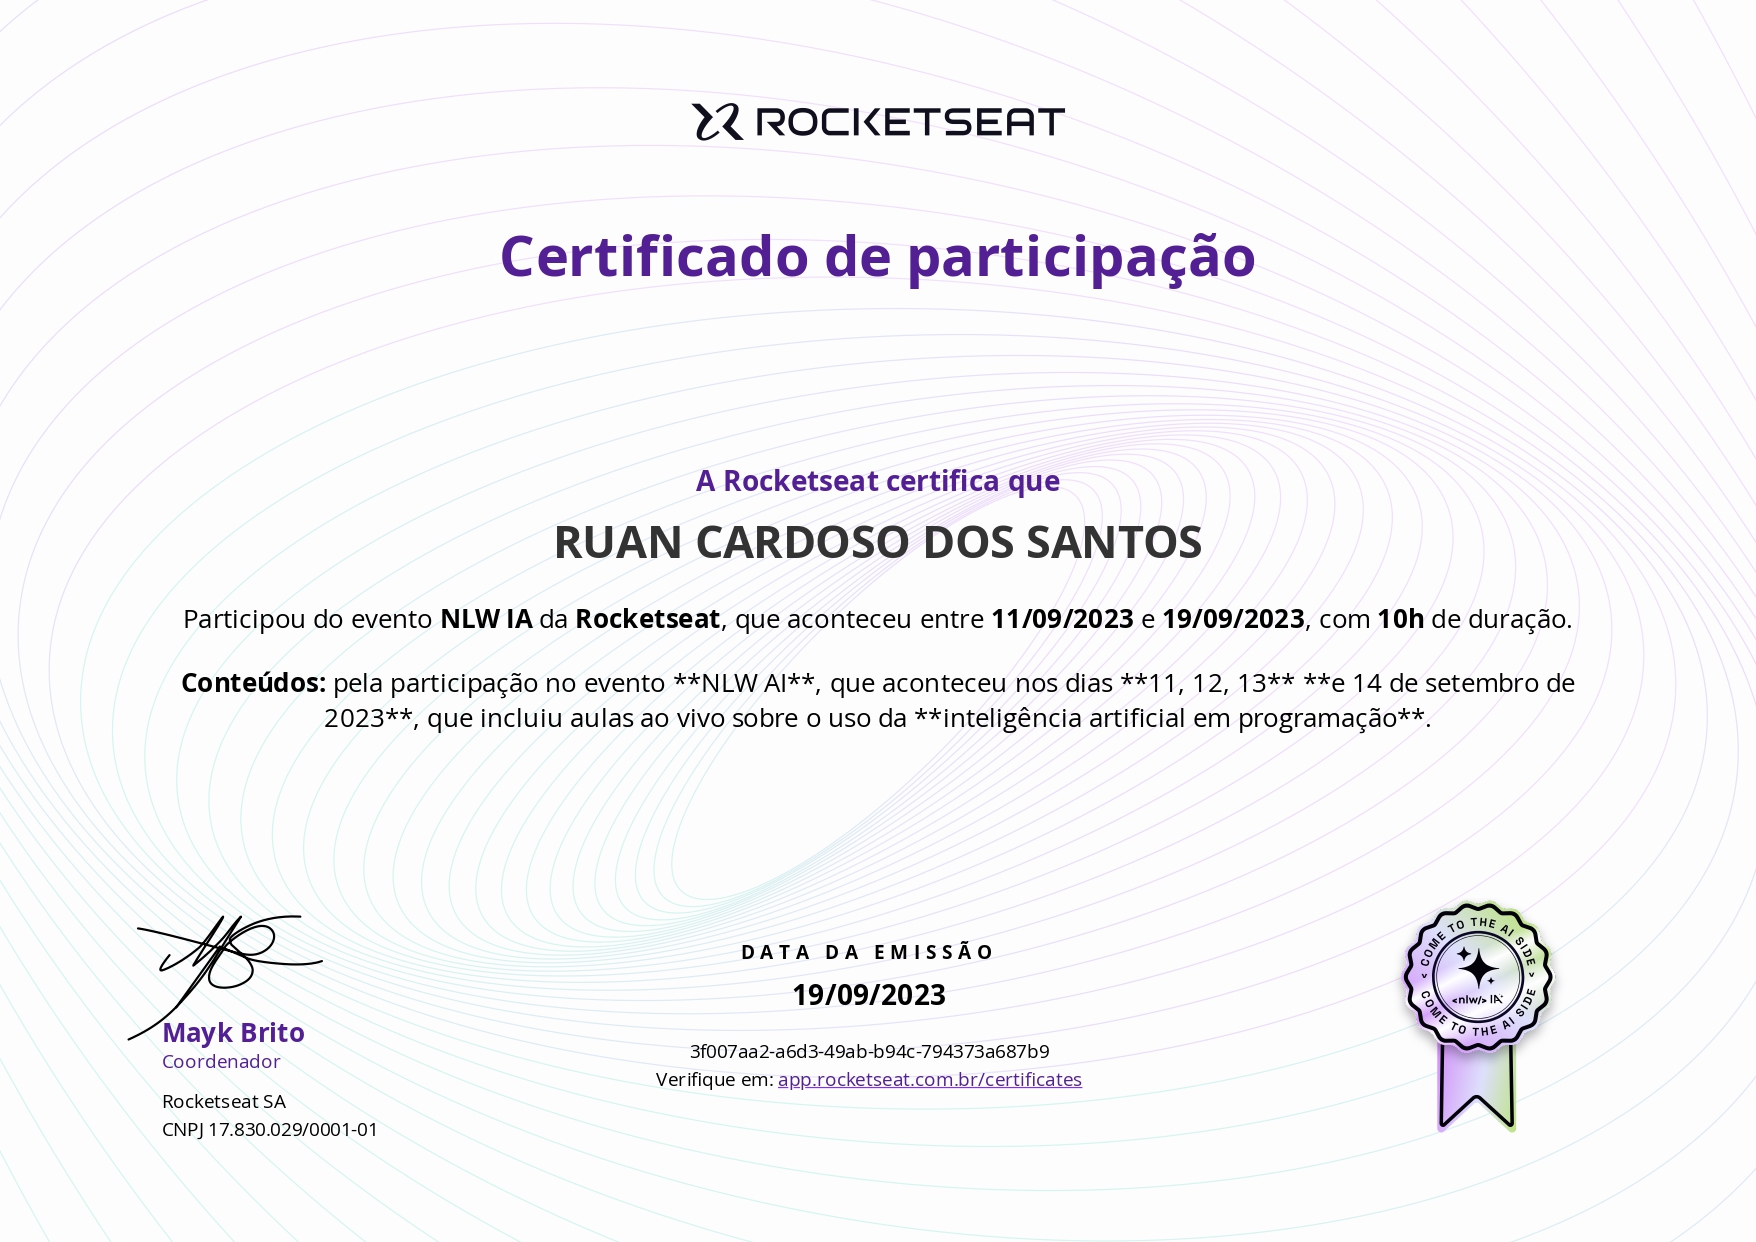 ROCKETSEAT
Certificado de participação
A Rocketseat certifica que
RUAN CARDOSO DOS SANTOS
Participou do evento NLW IA da Rocketseat, que aconteceu entre 11/09/2023 e 19/09/2023, com 10h de duração.
Conteúdos: pela participação no evento **NLW AI**, que aconteceu nos dias **11, 12, 13** **e 14 de setembro de
2023**, que incluiu aulas ao vivo sobre o uso da **inteligência artificial em programação**.
Mayk Brito
Coordenador
Rocketseat SA
CNPJ 17.830.029/0001-01
DATA DA EMISSÃO
19/09/2023
3f007aa2-a6d3-49ab-b94c-794373a687b9
Verifique em: app.rocketseat.com.br/certificates
< COME TO THE AI SIDE >
<nlw/> IA
COME TO THE AI SIDE